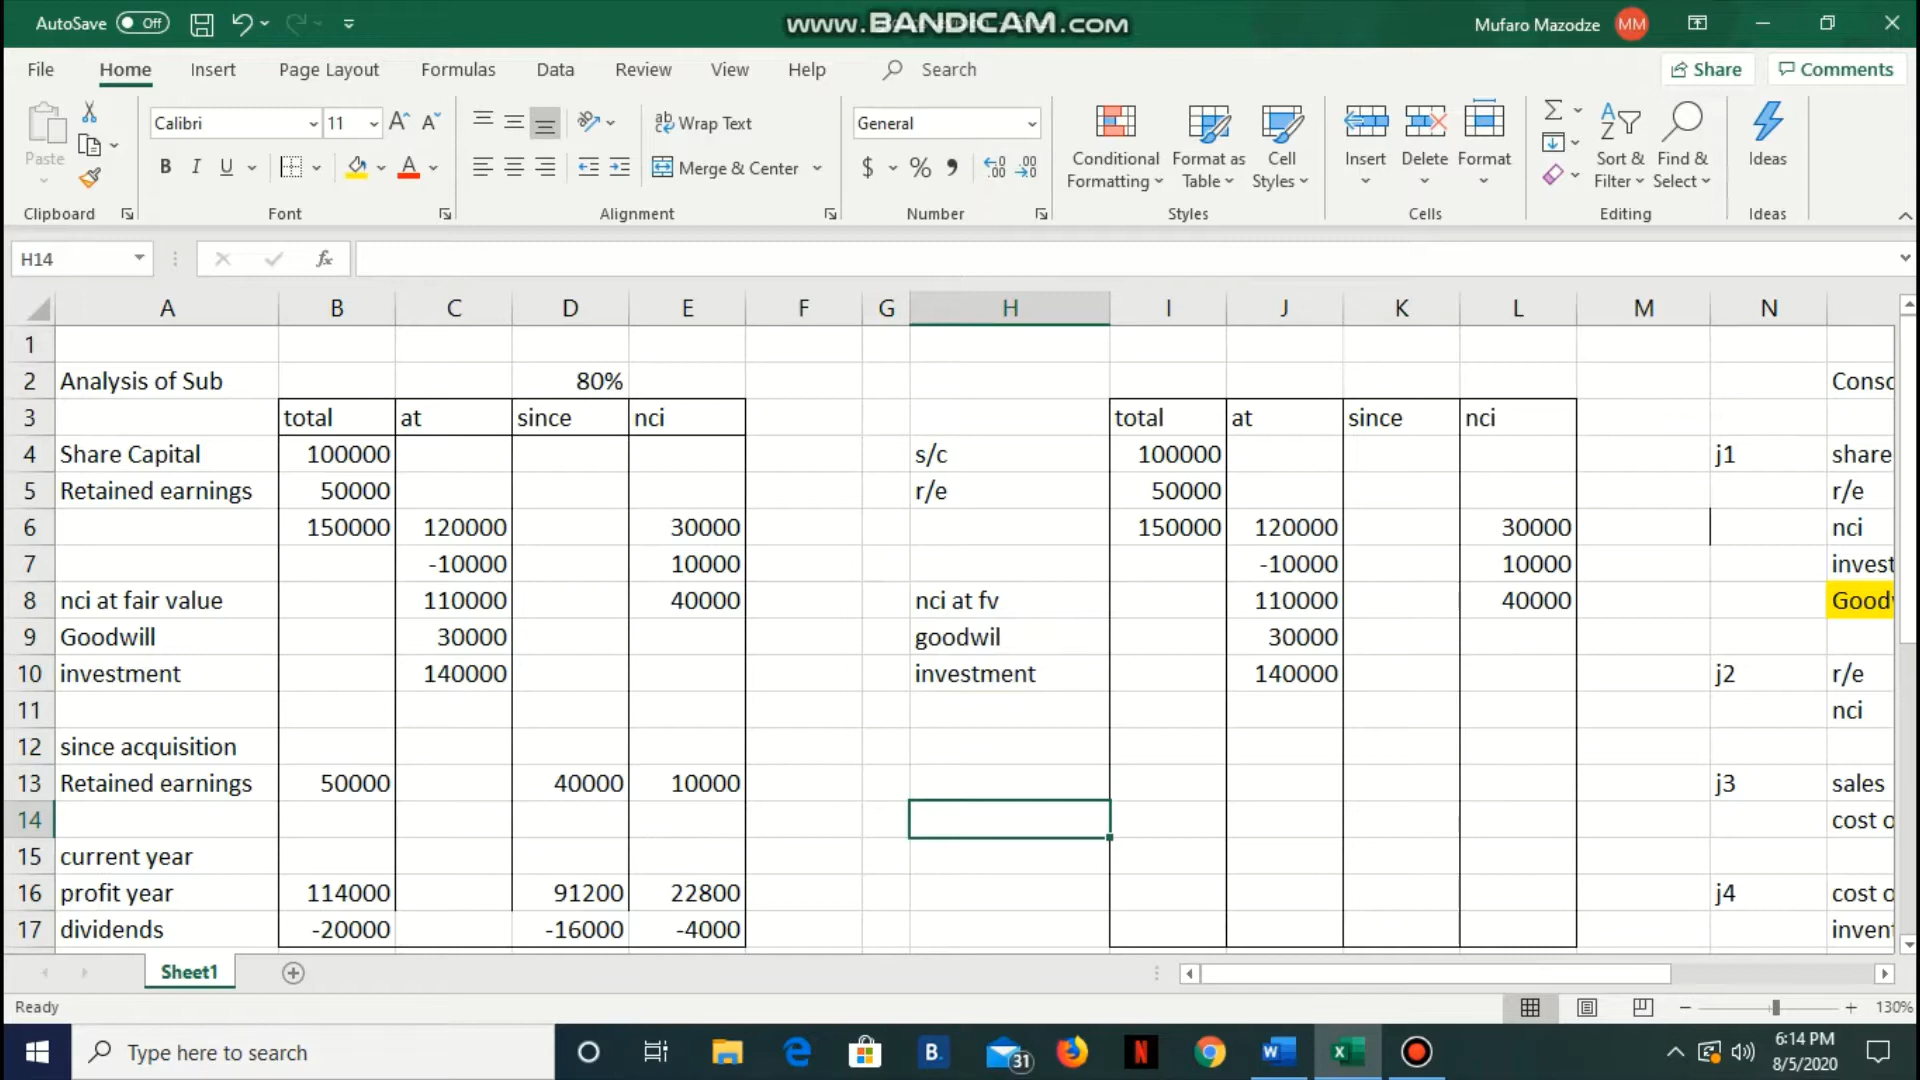 AutoSave Off
www.BANDICAM.com
Mufaro Mazodze MM
File Home Insert Page Layout Formulas Data Review View Help Search Share Comments
Calibri 11 Wrap Text General
Paste B I U Merge & Center $ % Conditional Formatting Format as Table Cell Styles Insert Delete Format Sort & Filter Find & Select Ideas
Clipboard Font Alignment Number Styles Cells Editing Ideas
H14 fx
A B C D E F G H I J K L M N
1
2 Analysis of Sub 80% Consc
3 total at since nci total at since nci
4 Share Capital 100000 s/c 100000 j1 share
5 Retained earnings 50000 r/e 50000 r/e
6 150000 120000 30000 150000 120000 30000 nci
7 -10000 10000 -10000 10000 invest
8 nci at fair value 110000 40000 nci at fv 110000 40000 Goodw
9 Goodwill 30000 goodwil 30000
10 investment 140000 investment 140000 j2 r/e
11 nci
12 since acquisition
13 Retained earnings 50000 40000 10000 j3 sales
14 cost o
15 current year
16 profit year 114000 91200 22800 j4 cost o
17 dividends -20000 -16000 -4000 inven
Sheet1
Ready 130%
Type here to search B. 31 N W X 6:14 PM
8/5/2020